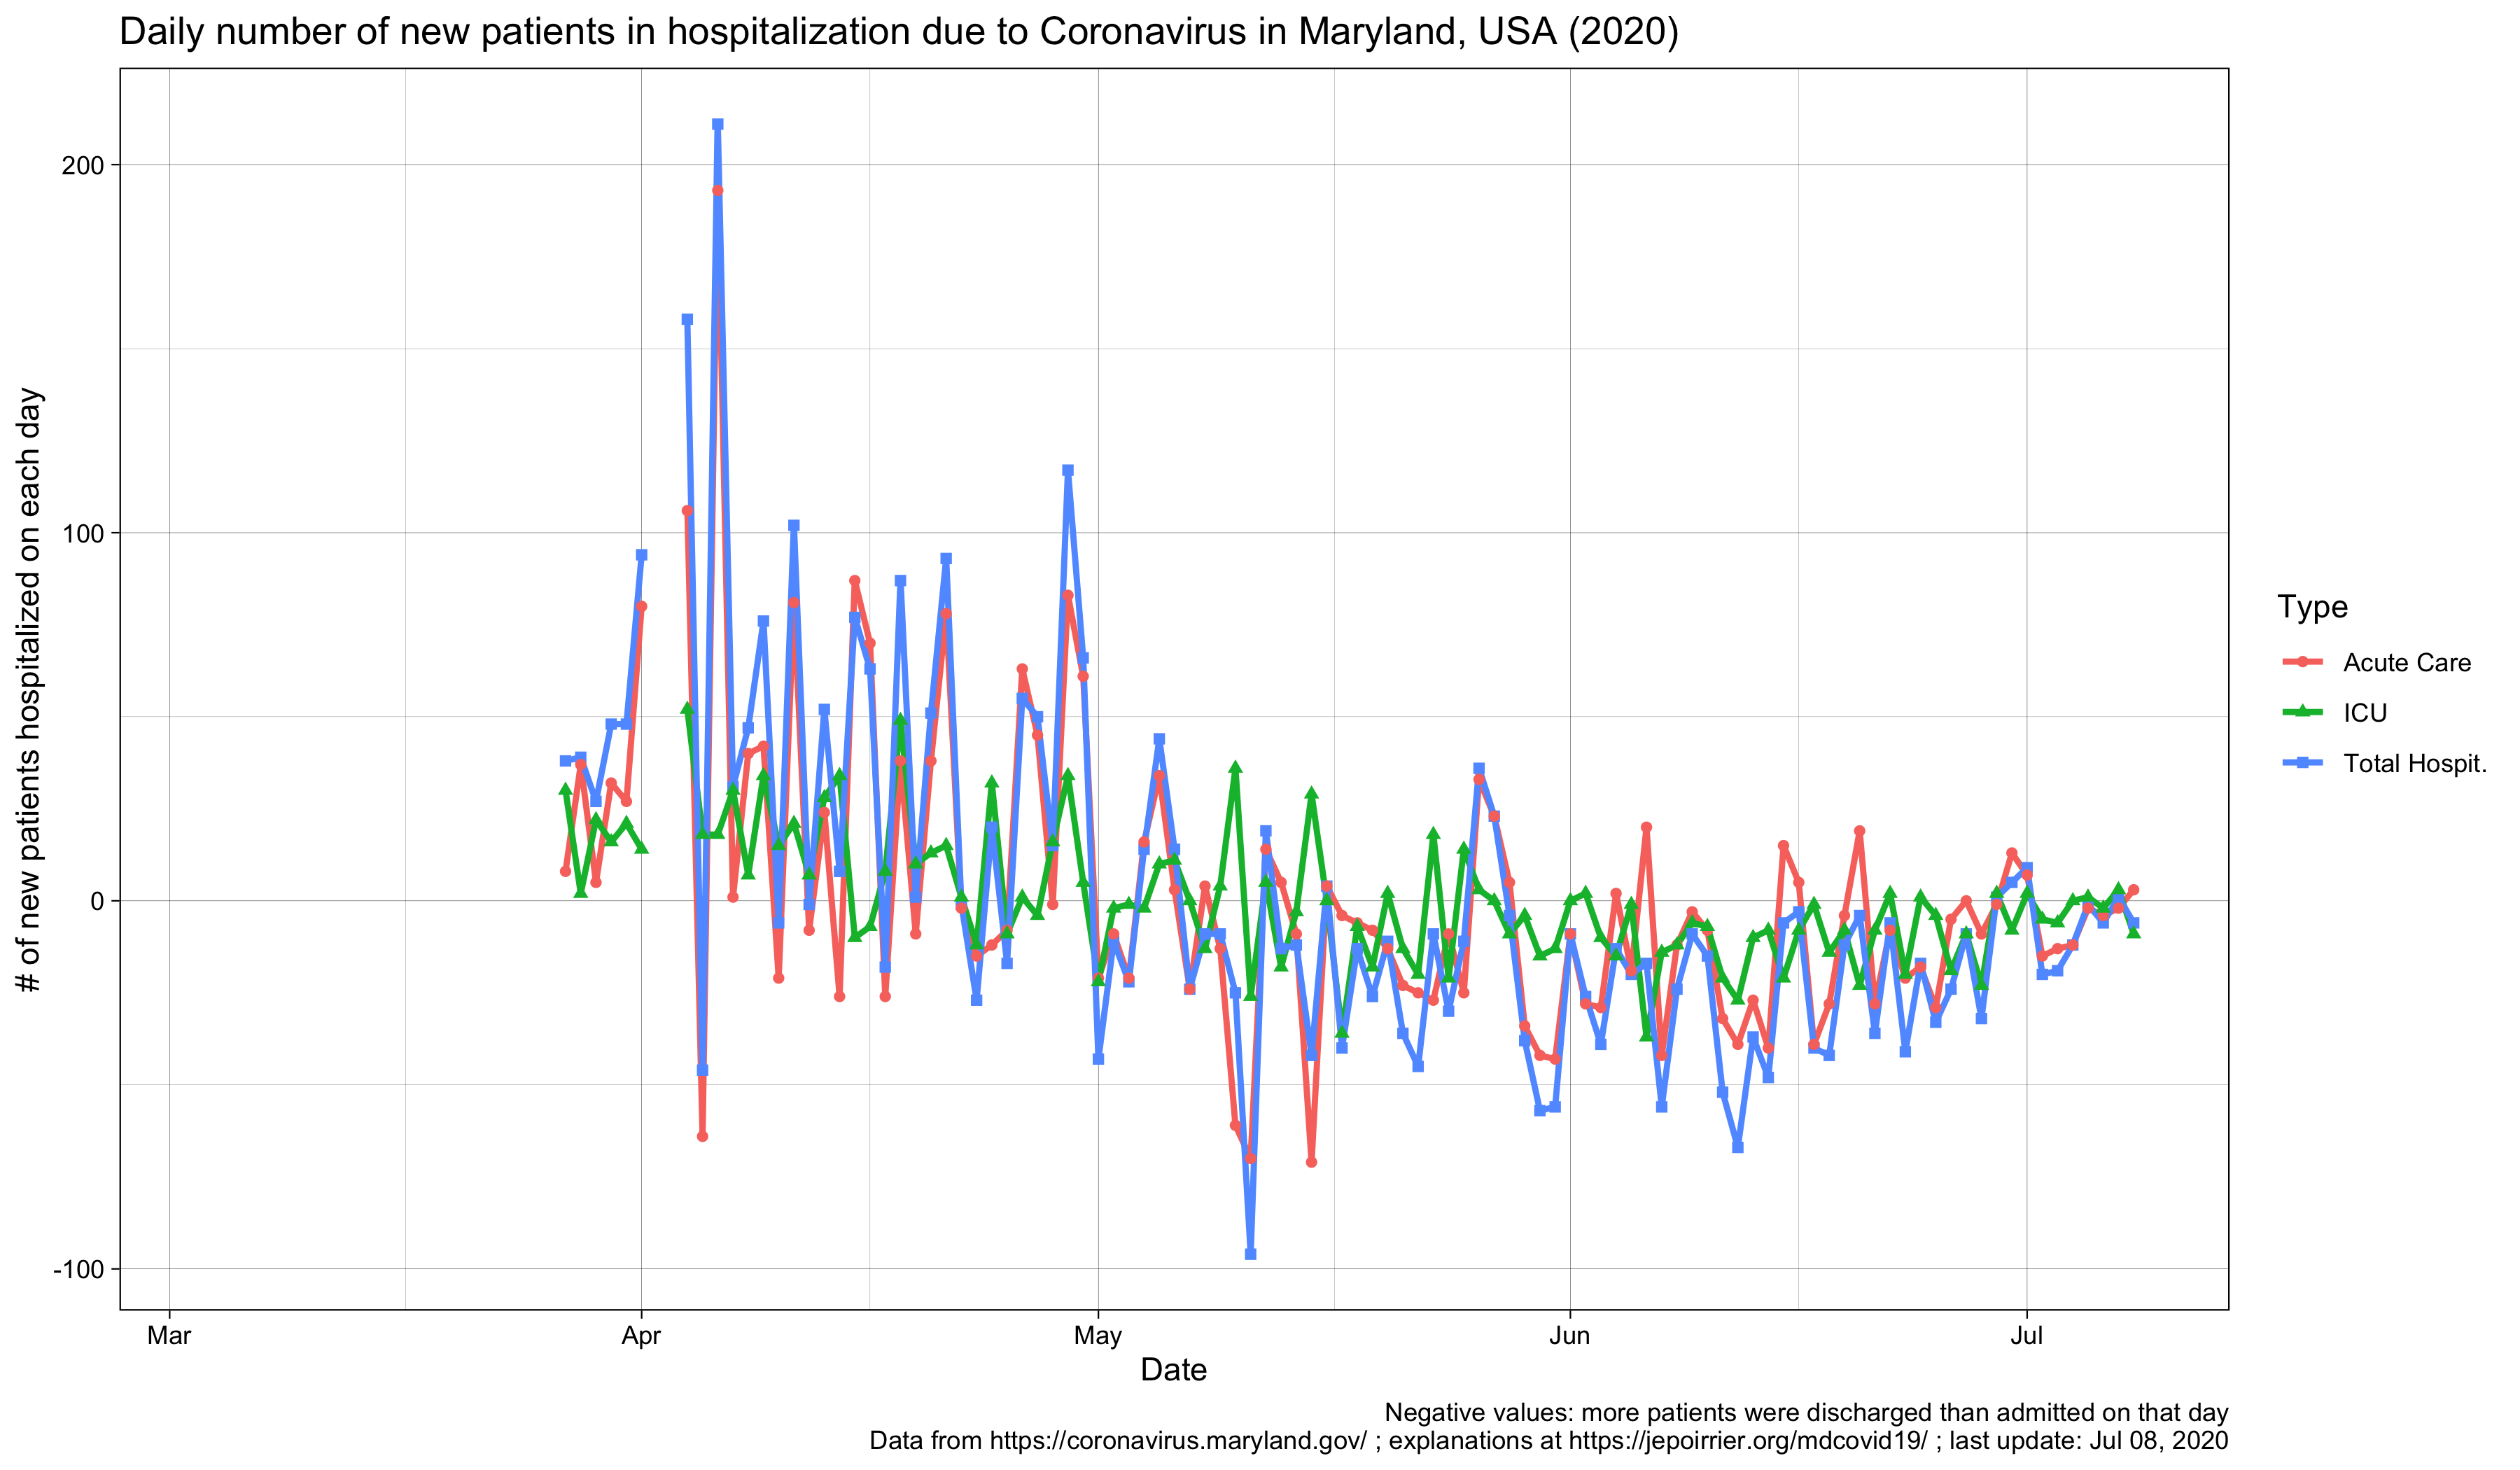 Daily number of new patients in hospitalization due to Coronavirus in Maryland, USA (2020)
# of new patients hospitalized on each day
200
100
0
-100
Mar
Apr
May
Jun
Jul
Date
Type
Acute Care
ICU
Total Hospit.
Negative values: more patients were discharged than admitted on that day
Data from https://coronavirus.maryland.gov/ ; explanations at https://jepoirrier.org/mdcovid19/ ; last update: Jul 08, 2020